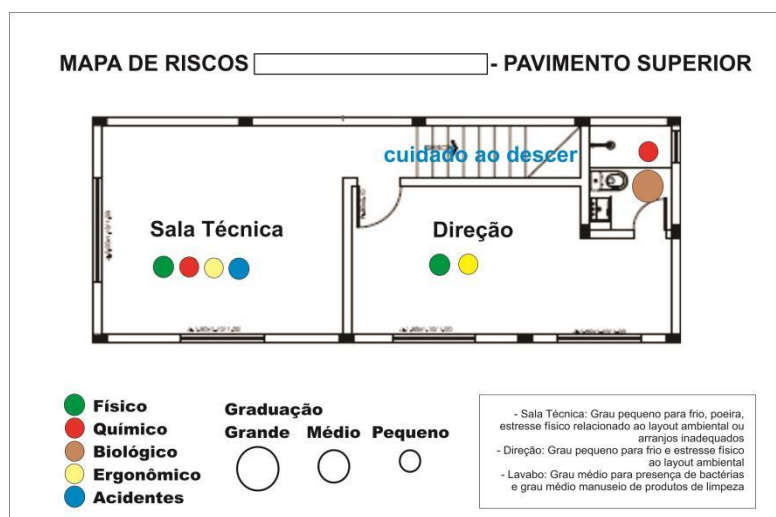 MAPA DE RISCOS - PAVIMENTO SUPERIOR
cuidado ao descer
Sala Técnica
Direção
Físico
Químico
Biológico
Ergonômico
Acidentes
Graduação
Grande Médio Pequeno
- Sala Técnica: Grau pequeno para frio, poeira,
estresse físico relacionado ao layout ambiental ou
arranjos inadequados
- Direção: Grau pequeno para frio e estresse físico
ao layout ambiental
- Lavabo: Grau médio para presença de bactérias
e grau médio manuseio de produtos de limpeza